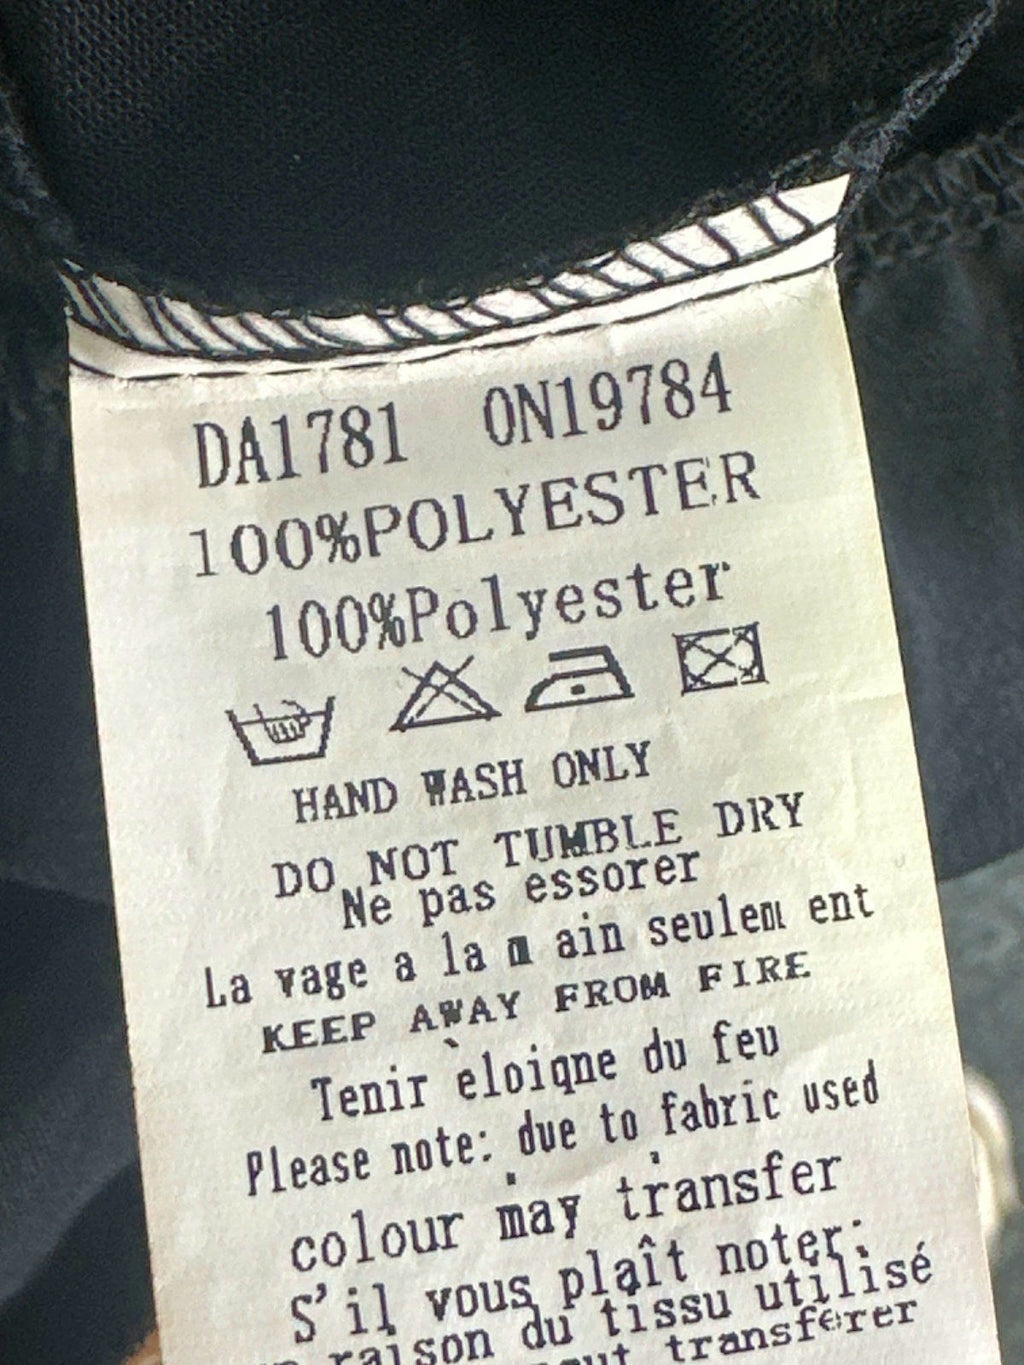 DA1781 0N19784
100%POLYESTER
100%Polyester
HAND WASH ONLY
DO NOT TUMBLE DRY
Ne pas essorer
La vage a la m ain seulem ent
KEEP AWAY FROM FIRE
Tenir èloiqne du feu
Please note: due to fabric used
colour may transfer
S'il vous plaît noter:
raison du tissu utilisé
transférer